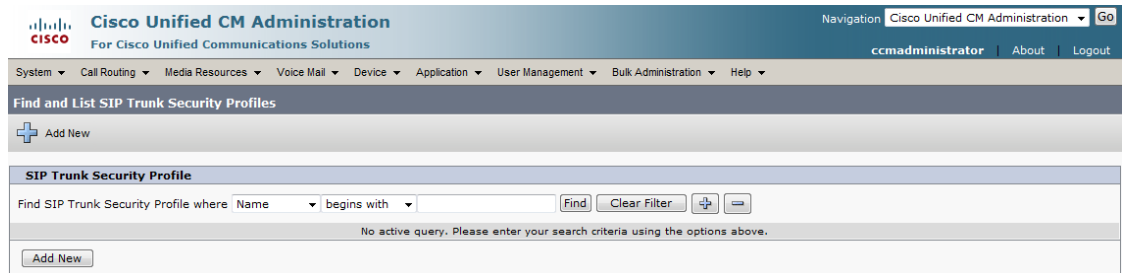 Cisco Unified CM Administration
Navigation Cisco Unified CM Administration Go
CISCO For Cisco Unified Communications Solutions
ccmadministrator | About | Logout
System Call Routing Media Resources Voice Mail Device Application User Management Bulk Administration Help
Find and List SIP Trunk Security Profiles
Add New
SIP Trunk Security Profile
Find SIP Trunk Security Profile where Name begins with Find Clear Filter
No active query. Please enter your search criteria using the options above.
Add New